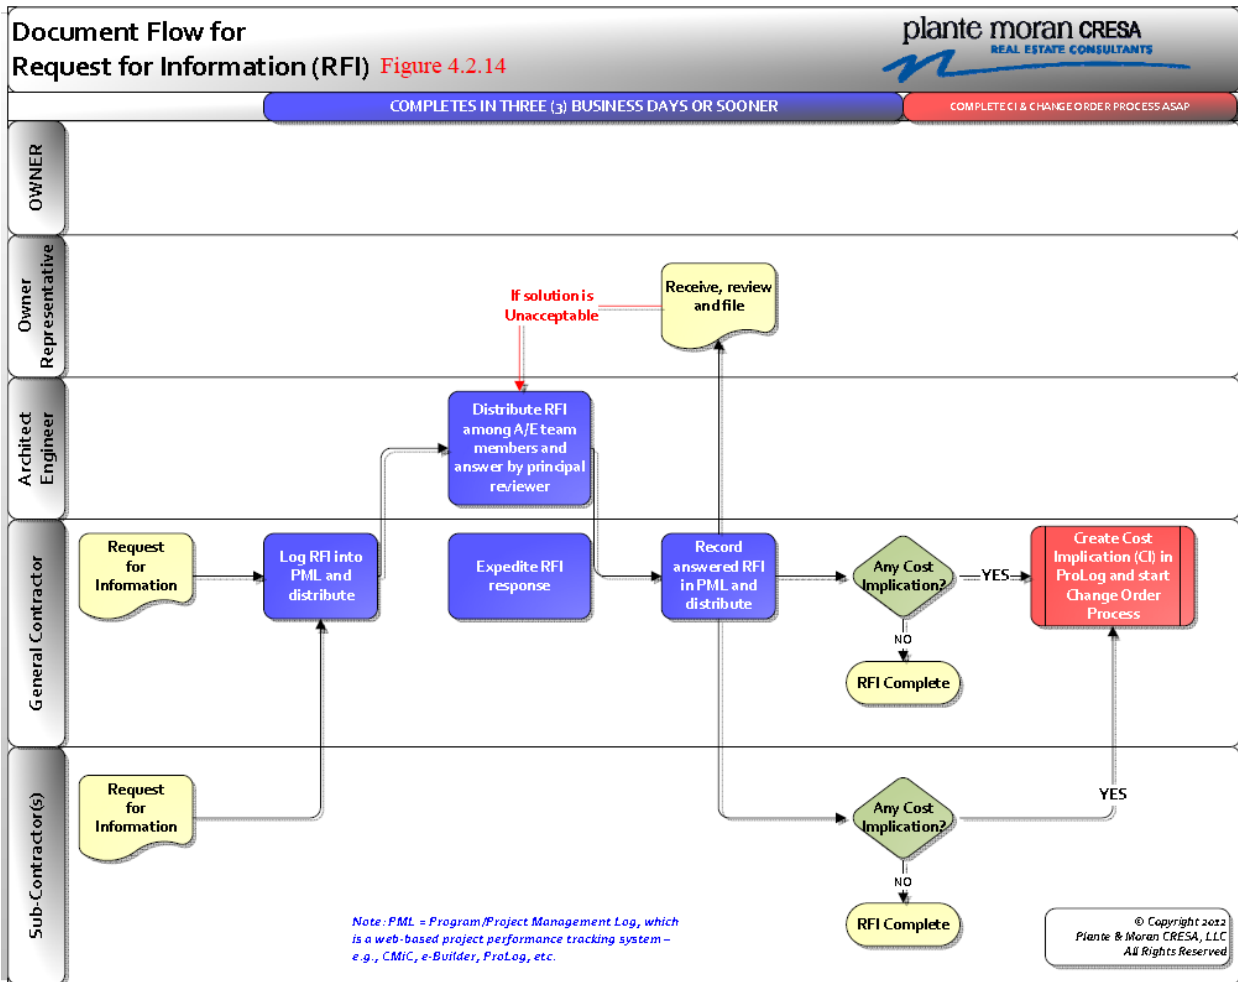 Document Flow for
Request for Information (RFI) Figure 4.2.14
plante moran CRESA
REAL ESTATE CONSULTANTS
COMPLETES IN THREE (3) BUSINESS DAYS OR SOONER
COMPLETE CI & CHANGE ORDER PROCESS ASAP
OWNER
Owner
Representative
Receive, review
and file
If solution is
Unacceptable
Architect
Engineer
Distribute RFI
among A/E team
members and
answer by principal
reviewer
General Contractor
Request
for
Information
Log RFI into
PML and
distribute
Expedite RFI
response
Record
answered RFI
in PML and
distribute
Any Cost
Implication?
YES
Create Cost
Implication (CI) in
ProLog and start
Change Order
Process
NO
RFI Complete
Sub-Contractor(s)
Request
for
Information
Any Cost
Implication?
YES
NO
RFI Complete
Note: PML = Program/Project Management Log, which
is a web-based project performance tracking system –
e.g., CMiC, e-Builder, ProLog, etc.
© Copyright 2012
Plante & Moran CRESA, LLC
All Rights Reserved